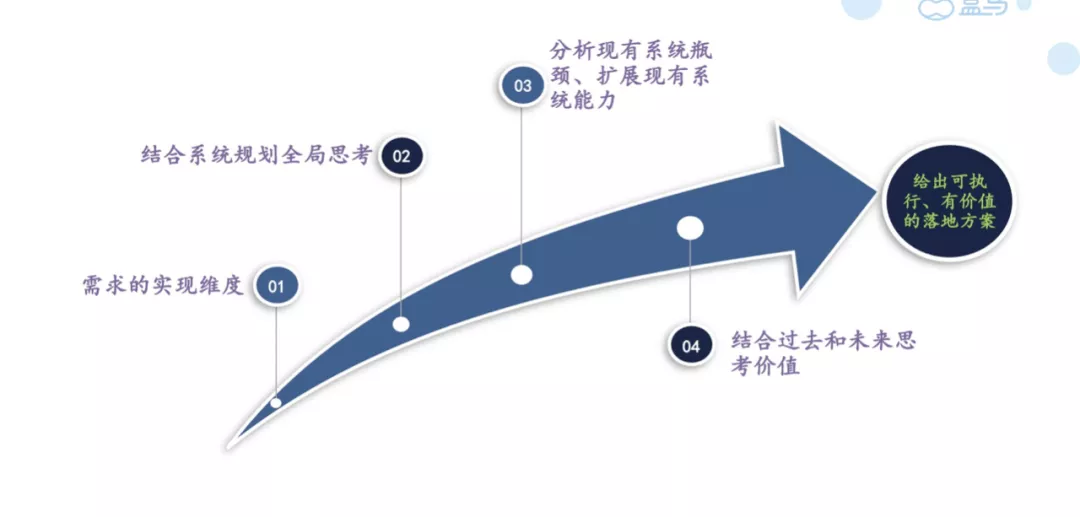 盒马
分析现有系统瓶
颈、扩展现有系
统能力
03
结合系统规划全局思考
02
给出可执
行、有价值
的落地方案
需求的实现维度
01
04
结合过去和未来思
考价值